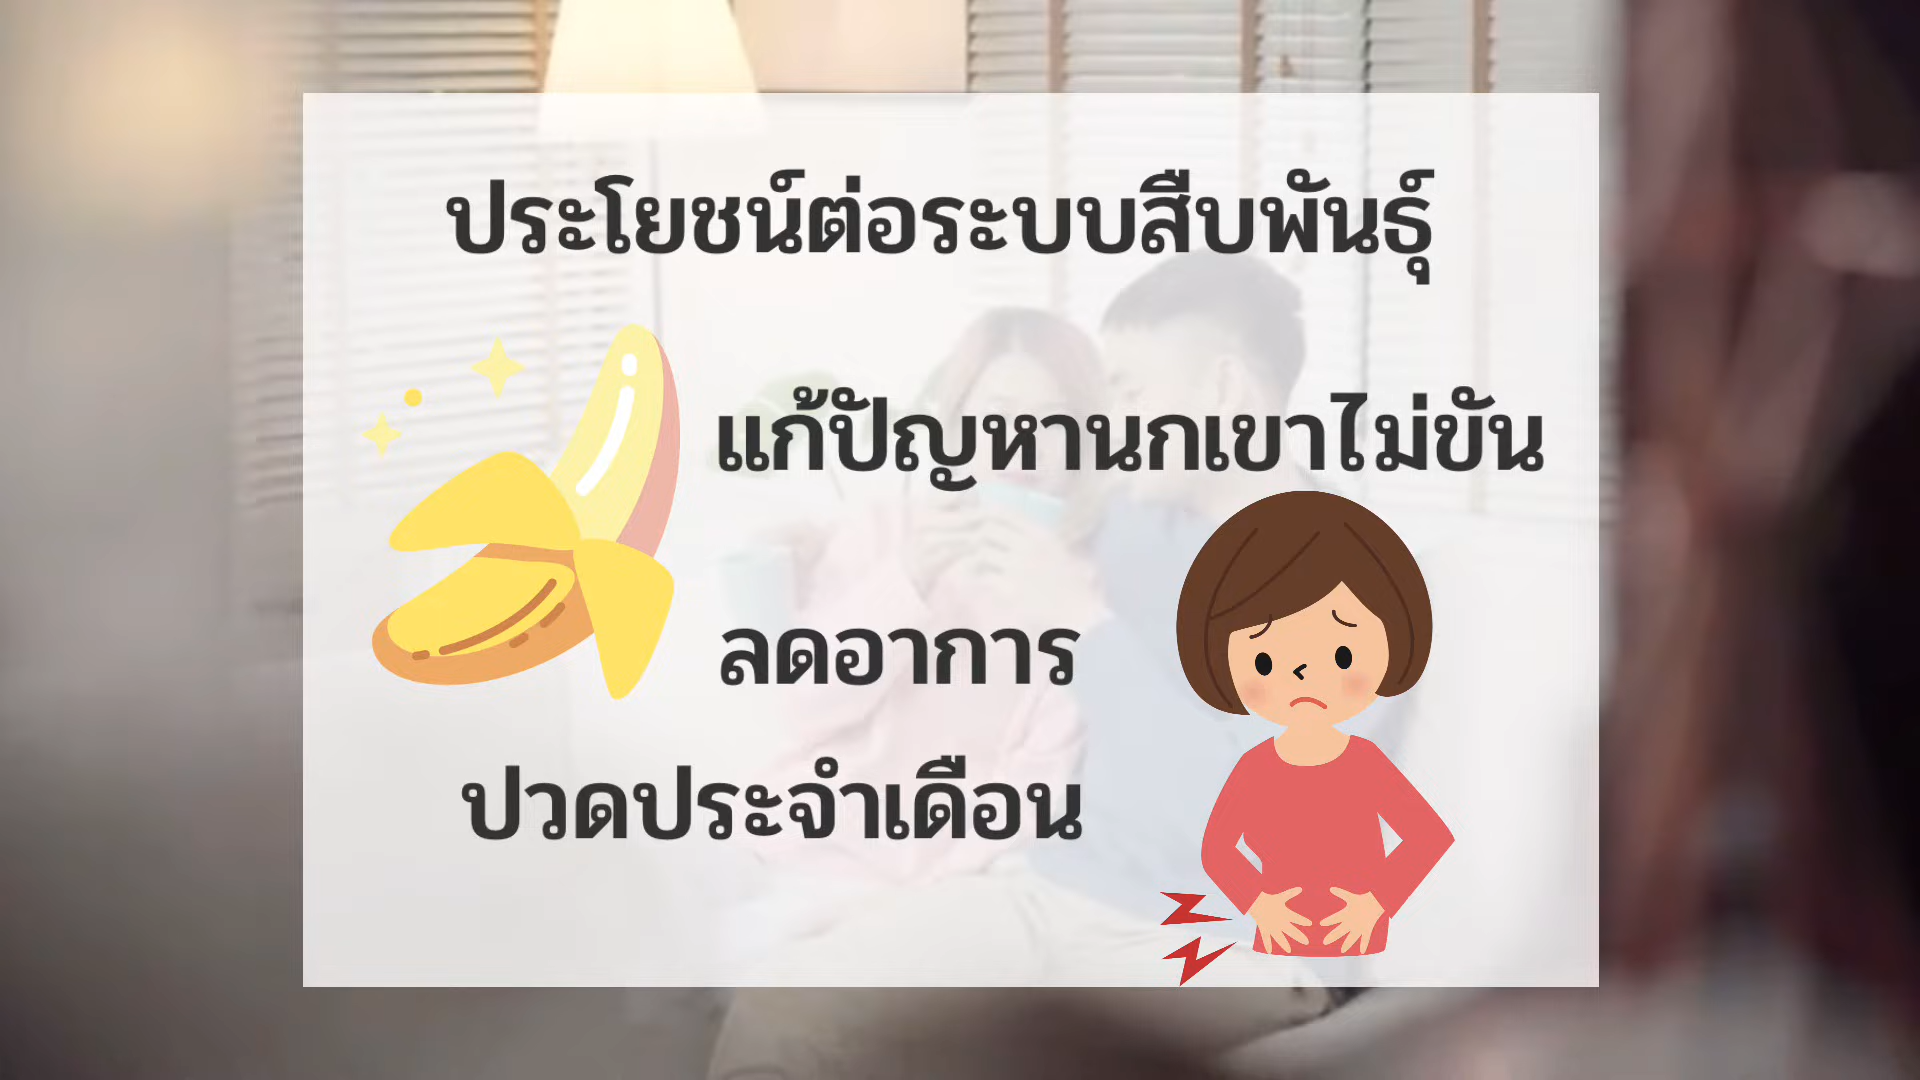 ประโยชน์ต่อระบบสืบพันธุ์
แก้ปัญหานกเขาไม่ขัน
ลดอาการ
ปวดประจำเดือน